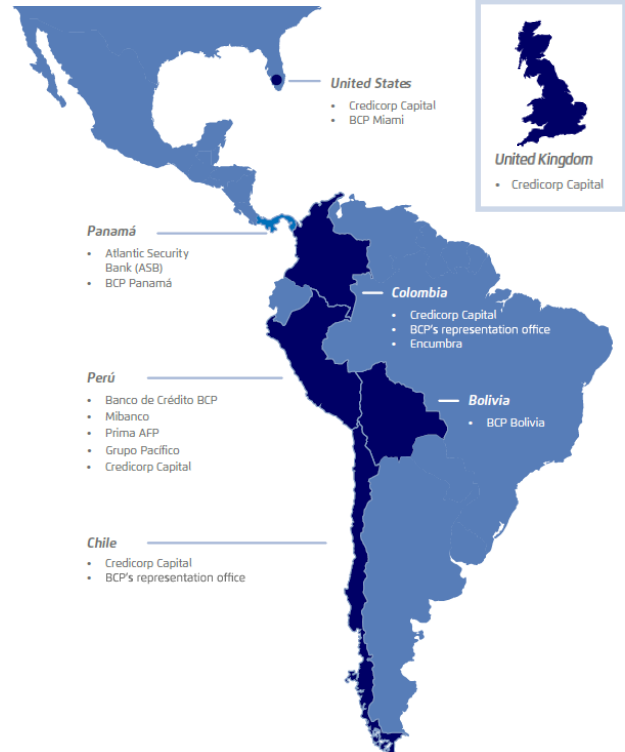 United States
• Credicorp Capital
• BCP Miami
United Kingdom
• Credicorp Capital
Panamá
• Atlantic Security
Bank (ASB)
• BCP Panamá
Colombia
• Credicorp Capital
• BCP's representation office
• Encumbra
Perú
• Banco de Crédito BCP
• Mibanco
• Prima AFP
• Grupo Pacífico
• Credicorp Capital
Bolivia
• BCP Bolivia
Chile
• Credicorp Capital
• BCP's representation office